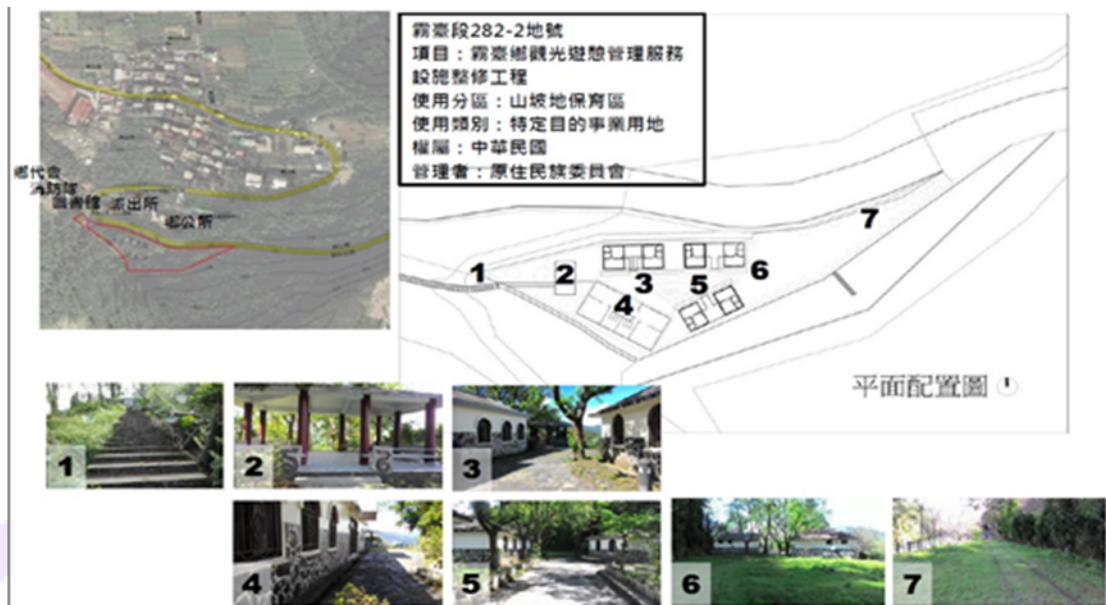 霧臺段282-2地號
項目：霧臺鄉觀光遊憩管理服務
設施整修工程
使用分區：山坡地保育區
使用類別：特定目的事業用地
權屬：中華民國
管理者：原住民族委員會
鄉代會
消防隊
圖書館
派出所
鄉公所
1
2
3
4
5
6
7
平面配置圖
1
2
3
4
5
6
7